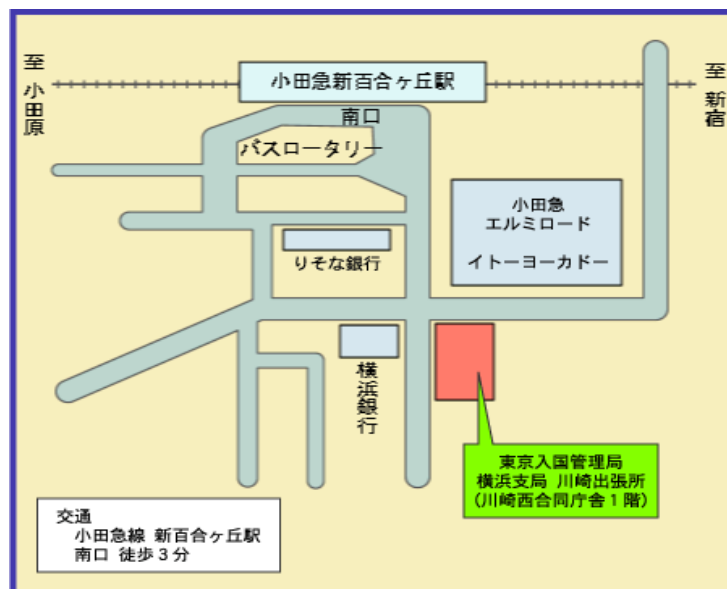 至 小田原
小田急新百合ヶ丘駅
至 新宿
南口
バスロータリー
小田急
エルミロード
イトーヨーカドー
りそな銀行
横浜銀行
東京入国管理局
横浜支局 川崎出張所
(川崎西合同庁舎1階)
交通
小田急線 新百合ヶ丘駅
南口 徒歩3分